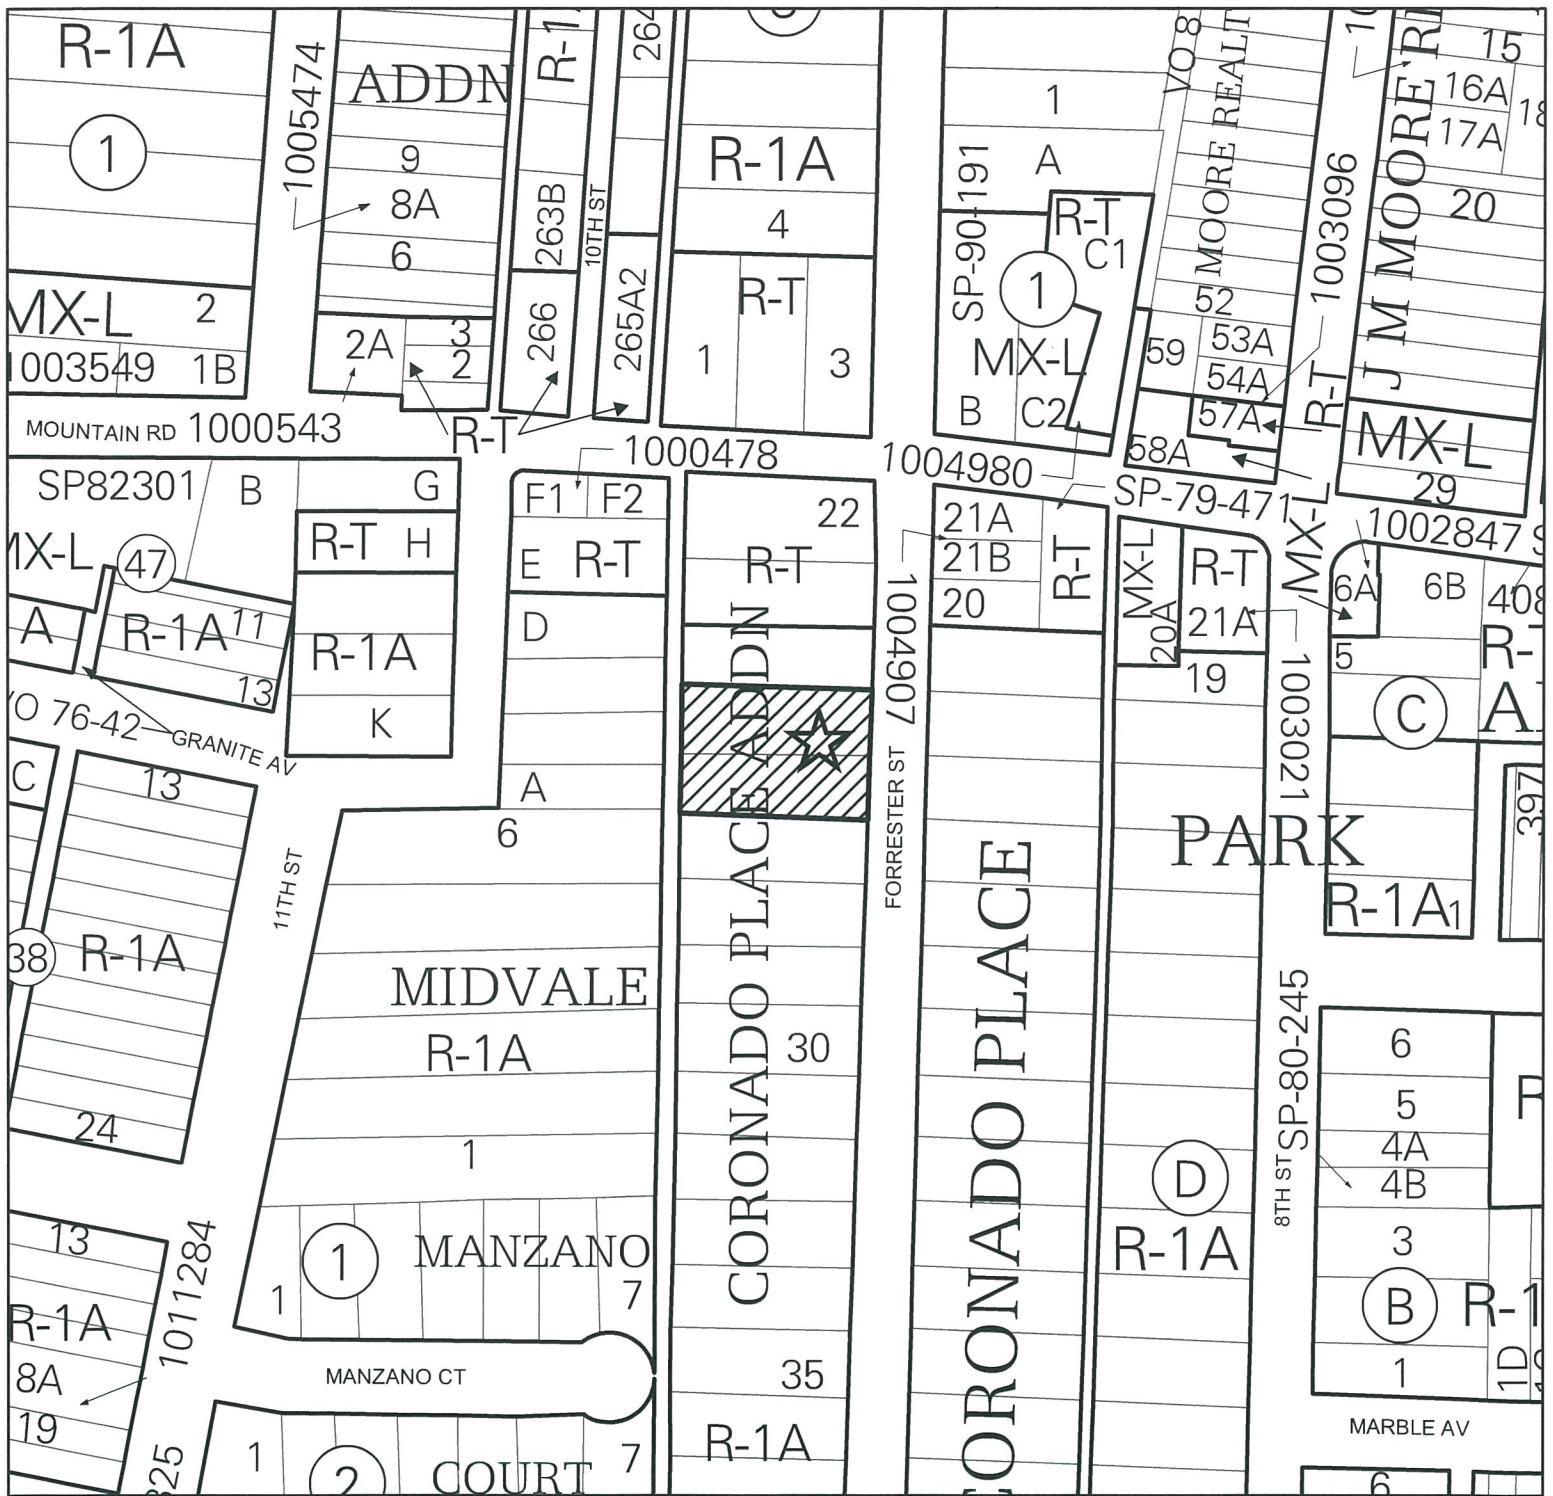 R-1A
1
1005474
ADDN
9
8A
6
R-1
263B
10TH ST
264
R-1A
4
1
A
SP-90-191
R-T
C1
1
VO 8
MOORE REALT
1003096
J M MOORE
15
16A
17A
18
20
MX-L
2
1003549
1B
2A
3
2
266
265A2
R-T
1
3
MX-L
B
C2
52
59
53A
54A
57A
58A
R-T
MX-L
29
MOUNTAIN RD
1000543
R-T
1000478
1004980
SP-79-471
1002847
SP82301
B
G
F1
F2
22
21A
21B
20
R-T
MX-L
20A
R-T
21A
MX-L
6A
6B
408
MX-L
47
R-T
H
E
R-T
R-T
A
R-1A
11
13
R-1A
K
D
A
6
1004907
19
1003021
5
C
VO 76-42
GRANITE AV
C
13
11TH ST
FORRESTER ST
PARK
397
R-1A
1
38
R-1A
24
MIDVALE
R-1A
1
CORONADO PLACE ADDN
30
CORONADO PLACE
D
R-1A
SP-80-245
8TH ST
6
5
4A
4B
3
B
R-1
1
1D
13
R-1A
8A
19
1011284
1
1
MANZANO
7
MANZANO CT
35
R-1A
MARBLE AV
1
2
COURT
7
6